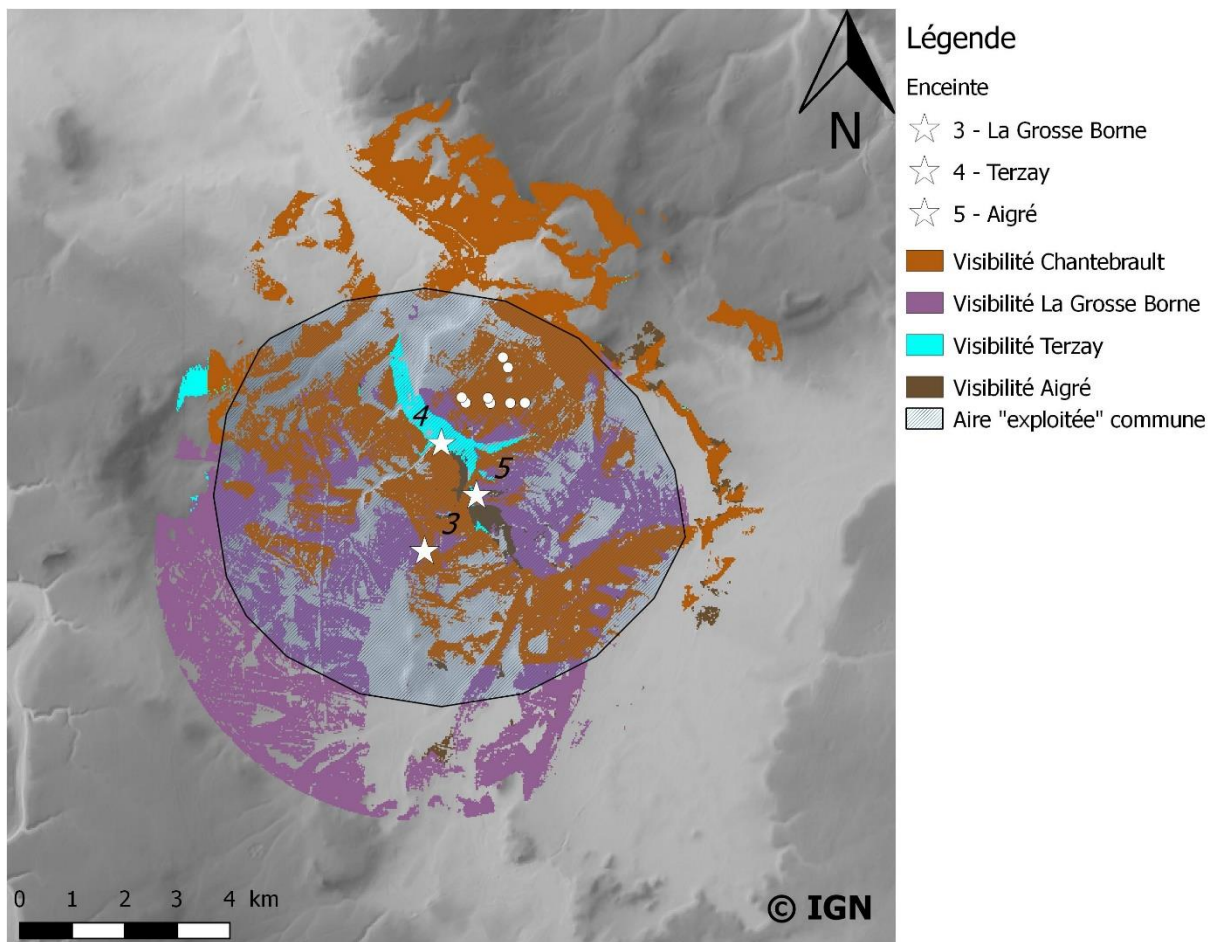 N
4
5
3
0 1 2 3 4 km
© IGN
Légende
Enceinte
3 - La Grosse Borne
4 - Terzay
5 - Aigré
Visibilité Chantebrault
Visibilité La Grosse Borne
Visibilité Terzay
Visibilité Aigré
Aire "exploitée" commune